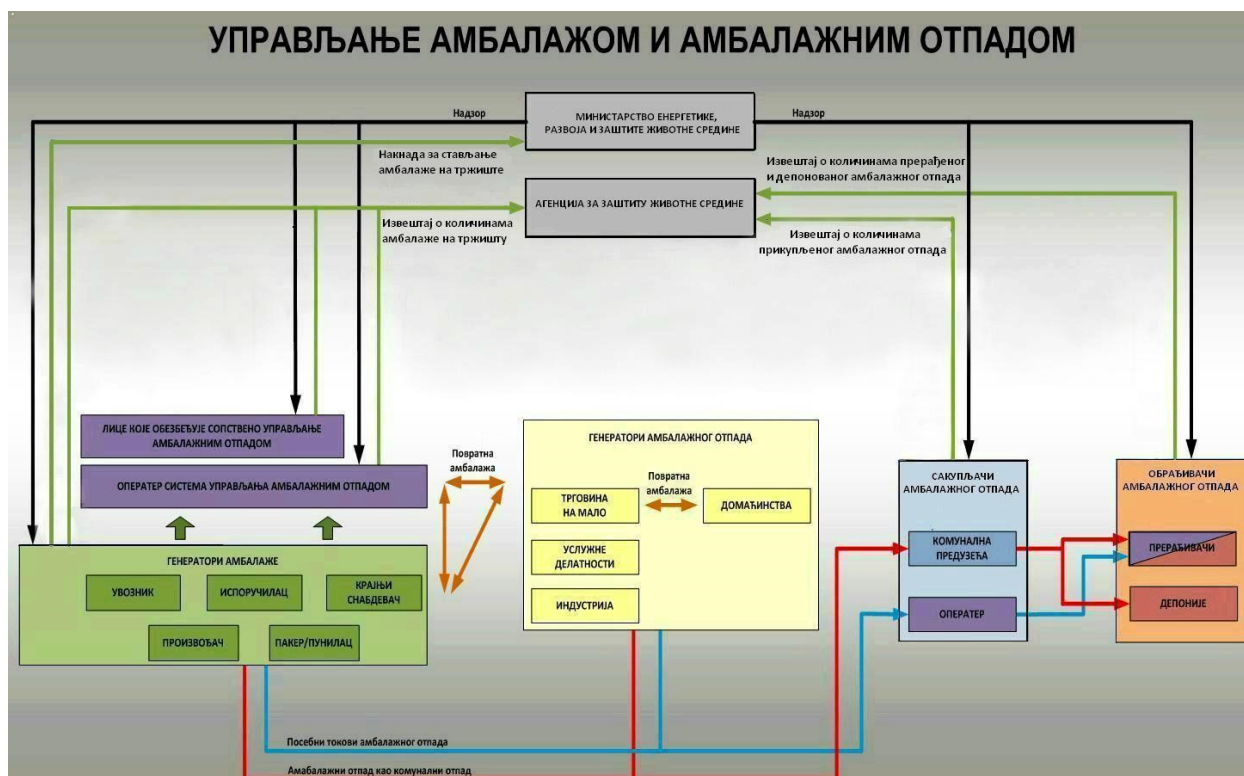 УПРАВЉАЊЕ АМБАЛАЖОМ И АМБАЛАЖНИМ ОТПАДОМ
Надзор
МИНИСТАРСТВО ЕНЕРГЕТИКЕ,
РАЗВОЈА И ЗАШТИТЕ ЖИВОТНЕ СРЕДИНЕ
Надзор
Накнада за стављање
амбалаже на тржиште
Извештај о количинама прерађеног
и депонованог амбалажног отпада
АГЕНЦИЈА ЗА ЗАШТИТУ ЖИВОТНЕ СРЕДИНЕ
Извештај о количинама
амбалаже на тржишту
Извештај о количинама
прикупљеног амбалажног отпада
ЛИЦЕ КОЈЕ ОБЕЗБЕЂУЈЕ СОПСТВЕНО УПРАВЉАЊЕ
АМБАЛАЖНИМ ОТПАДОМ
ОПЕРАТЕР СИСТЕМА УПРАВЉАЊА АМБАЛАЖНИМ ОТПАДОМ
Повратна
амбалажа
ГЕНЕРАТОРИ АМБАЛАЖЕ
УВОЗНИК
ИСПОРУЧИЛАЦ
КРАЈЊИ
СНАБДЕВАЧ
ПРОИЗВОЂАЧ
ПАКЕР/ПУНИЛАЦ
ГЕНЕРАТОРИ АМБАЛАЖНОГ ОТПАДА
ТРГОВИНА
НА МАЛО
Повратна
амбалажа
ДОМАЋИНСТВА
УСЛУЖНЕ
ДЕЛАТНОСТИ
ИНДУСТРИЈА
САКУПЉАЧИ
АМБАЛАЖНОГ ОТПАДА
КОМУНАЛНА
ПРЕДУЗЕЋА
ОПЕРАТЕР
ОБРАЂИВАЧИ
АМБАЛАЖНОГ ОТПАДА
ПРЕРАЂИВАЧИ
ДЕПОНИЈЕ
Посебни токови амбалажног отпада
Амабалажни отпад као комунални отпад